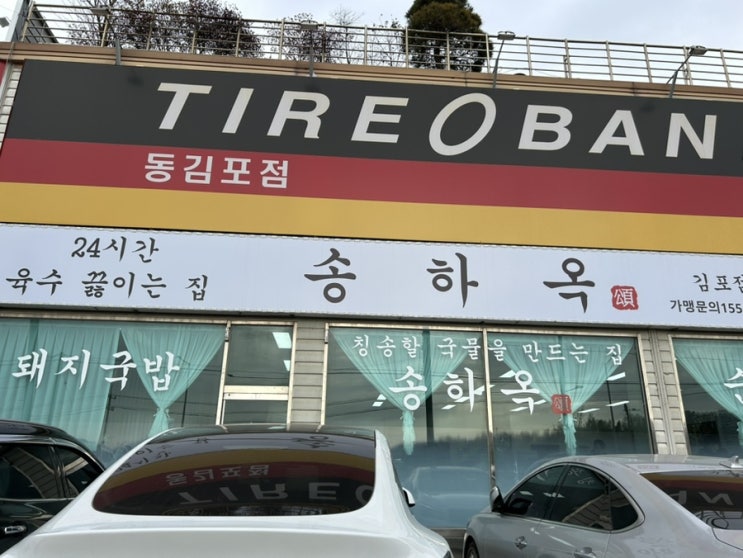 TIREOBAN
동김포점
24시간
육수 끓이는 집
송하옥
頌
김포점
가맹문의155
돼지국밥
칭송할 국물을 만드는 집
송하옥
頌